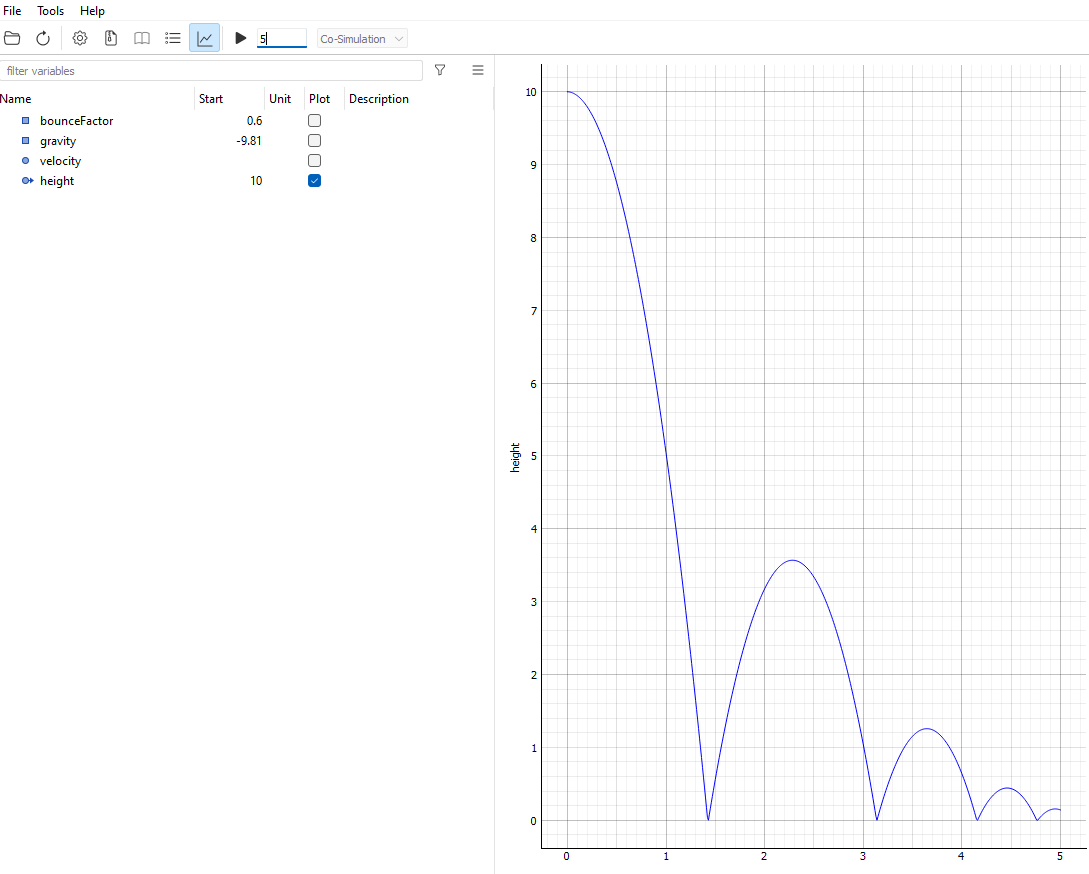 File Tools Help
5 Co-Simulation
filter variables
Name Start Unit Plot Description
bounceFactor 0.6
gravity -9.81
velocity
height 10
10
9
8
7
6
5
4
3
2
1
0
height
0 1 2 3 4 5